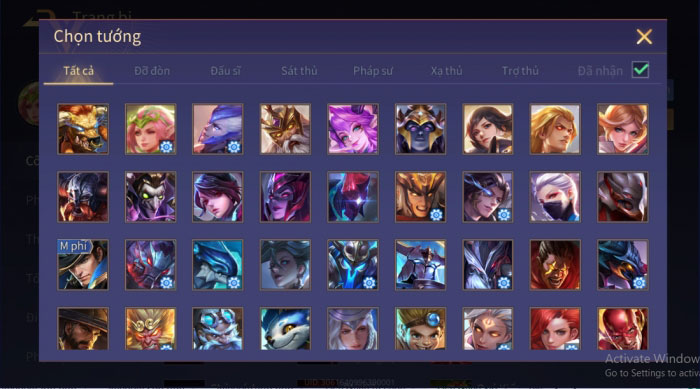 Trang bị
Chọn tướng
Tất cả
Đỡ đòn
Đấu sĩ
Sát thủ
Pháp sư
Xạ thủ
Trợ thủ
Đã nhận
M phí
Activate Window
Go to Settings to activ